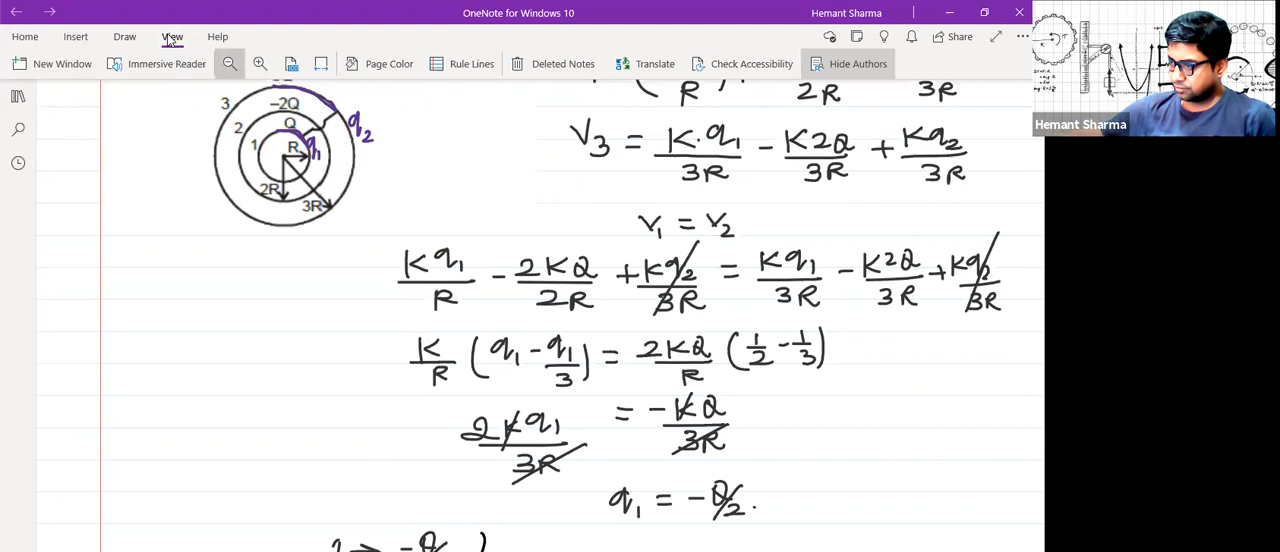 OneNote for Windows 10
Hemant Sharma
Home Insert Draw View Help
Share
New Window Immersive Reader Page Color Rule Lines Deleted Notes Translate Check Accessibility Hide Authors
Hemant Sharma
3 -2Q q2
2 Q
1 R q1
2R
3R
R 2R 3R
V3 = K·q1/3R - K2Q/3R + Kq2/3R
V1 = V2
Kq1/R - 2KQ/2R + Kq2/3R = Kq1/3R - K2Q/3R + Kq2/3R
K/R (q1 - q1/3) = 2KQ/R (1/2 - 1/3)
2Kq1/3R = -KQ/3R
q1 = -Q/2.